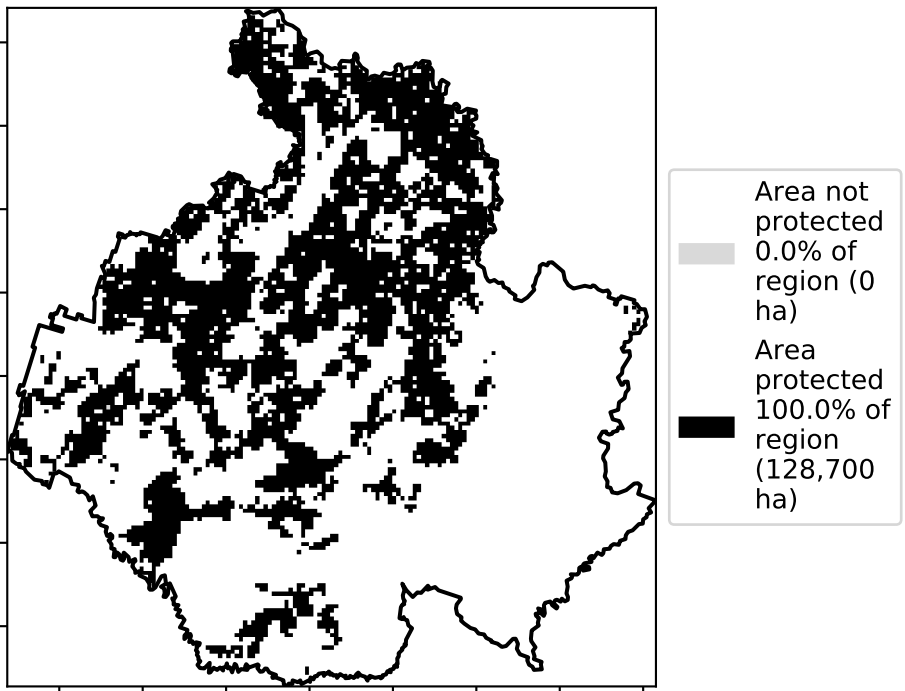 Area not
protected
0.0% of
region (0
ha)
Area
protected
100.0% of
region
(128,700
ha)